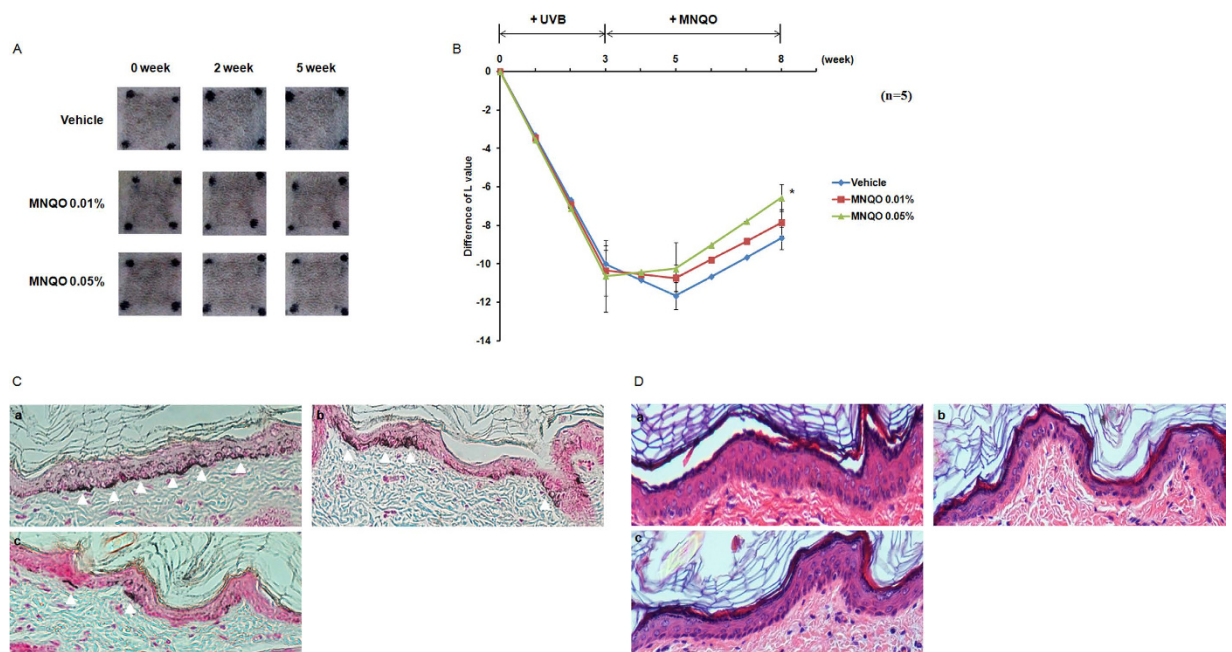 A
0 week 2 week 5 week
Vehicle
MNQO 0.01%
MNQO 0.05%
B
+ UVB + MNQO
0 3 5 8 (week)
0
-2
-4
-6
-8
-10
-12
-14
Difference of L value
(n=5)
*
Vehicle
MNQO 0.01%
MNQO 0.05%
C
a
b
c
D
a
b
c